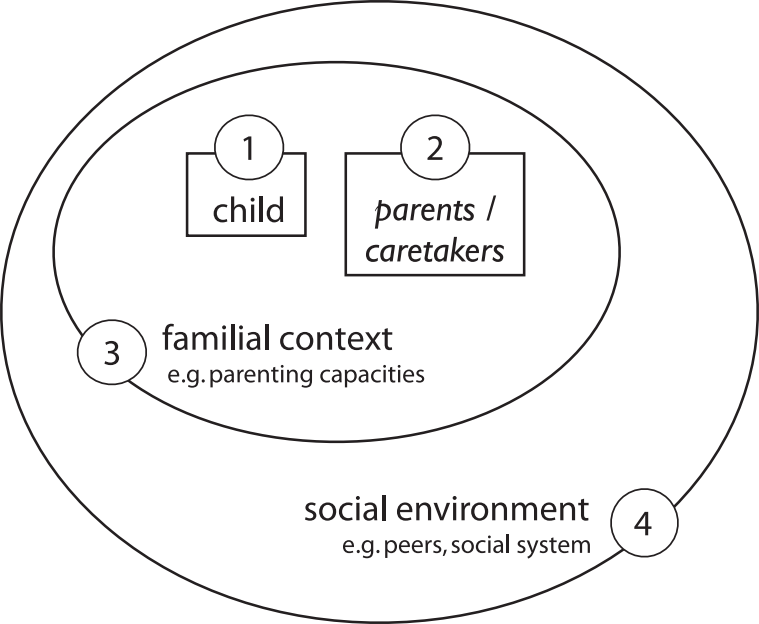 1
child
2
parents /
caretakers
3
familial context
e.g. parenting capacities
social environment
e.g. peers, social system
4